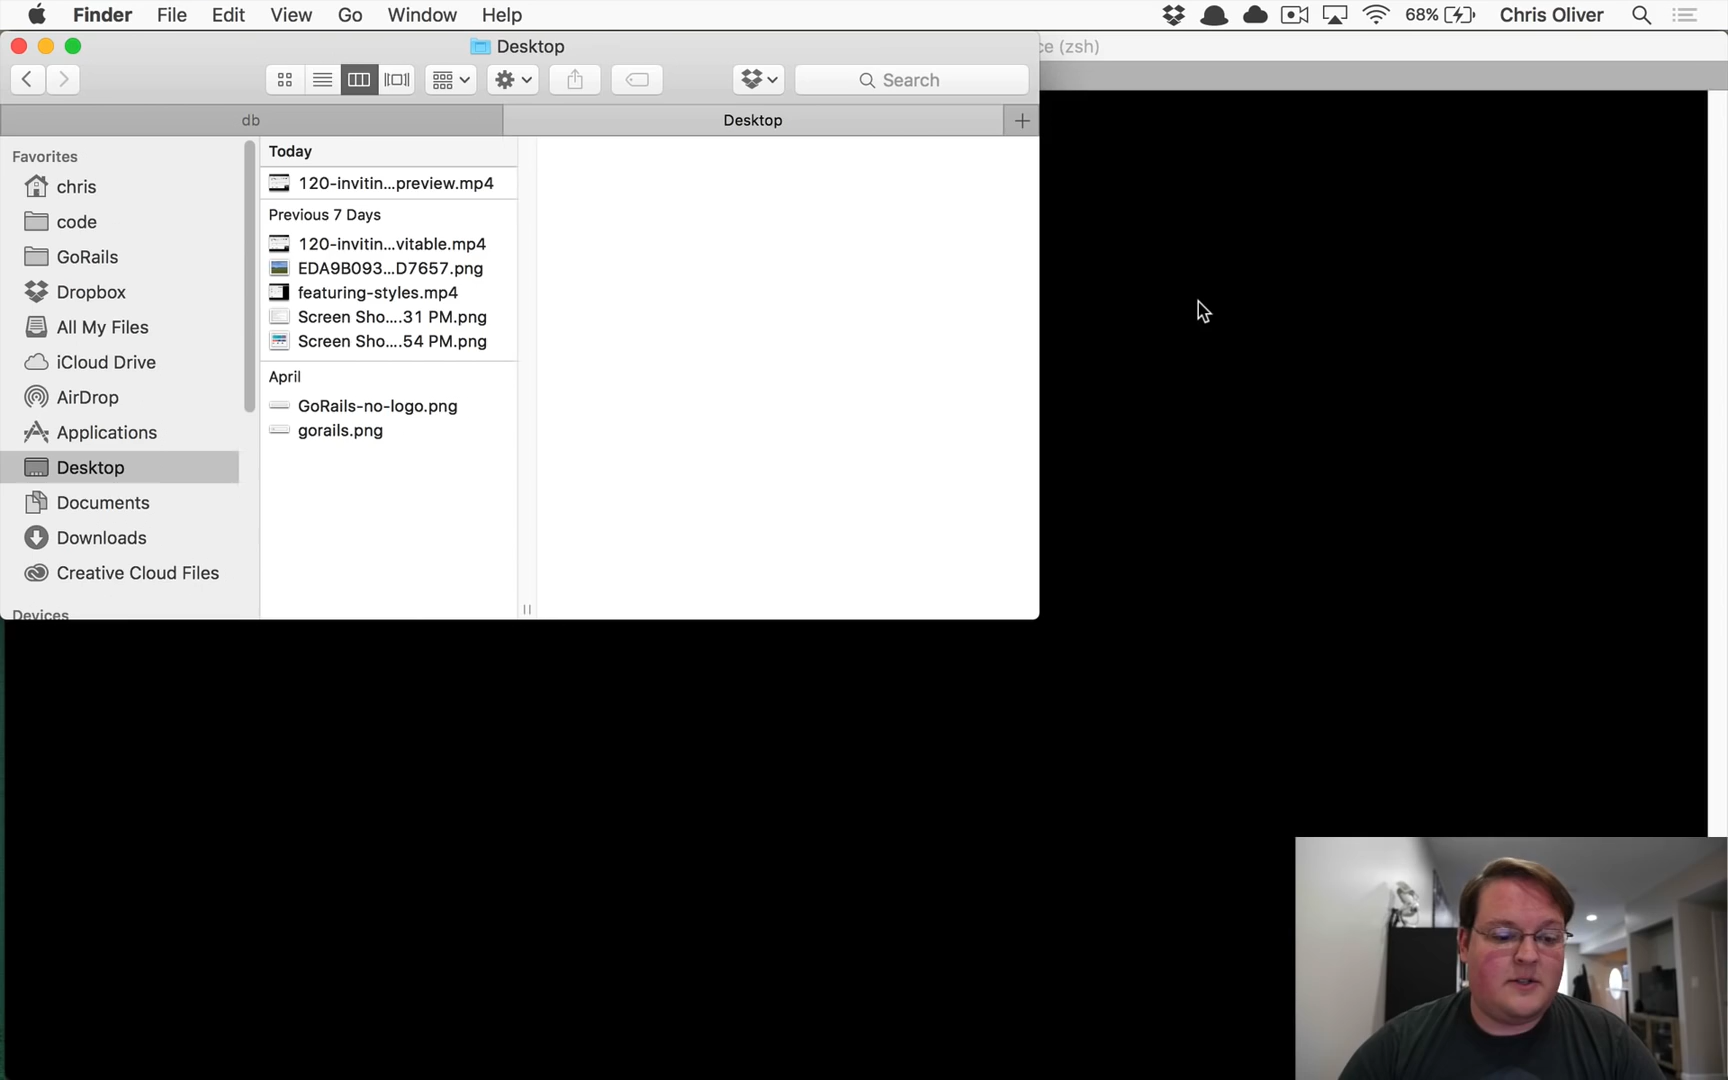 Finder File Edit View Go Window Help 68% Chris Oliver
Desktop
ce (zsh)
Search
db
Desktop
Favorites
chris
code
GoRails
Dropbox
All My Files
iCloud Drive
AirDrop
Applications
Desktop
Documents
Downloads
Creative Cloud Files
Devices
Today
120-invitin...preview.mp4
Previous 7 Days
120-invitin...vitable.mp4
EDA9B093...D7657.png
featuring-styles.mp4
Screen Sho....31 PM.png
Screen Sho....54 PM.png
April
GoRails-no-logo.png
gorails.png